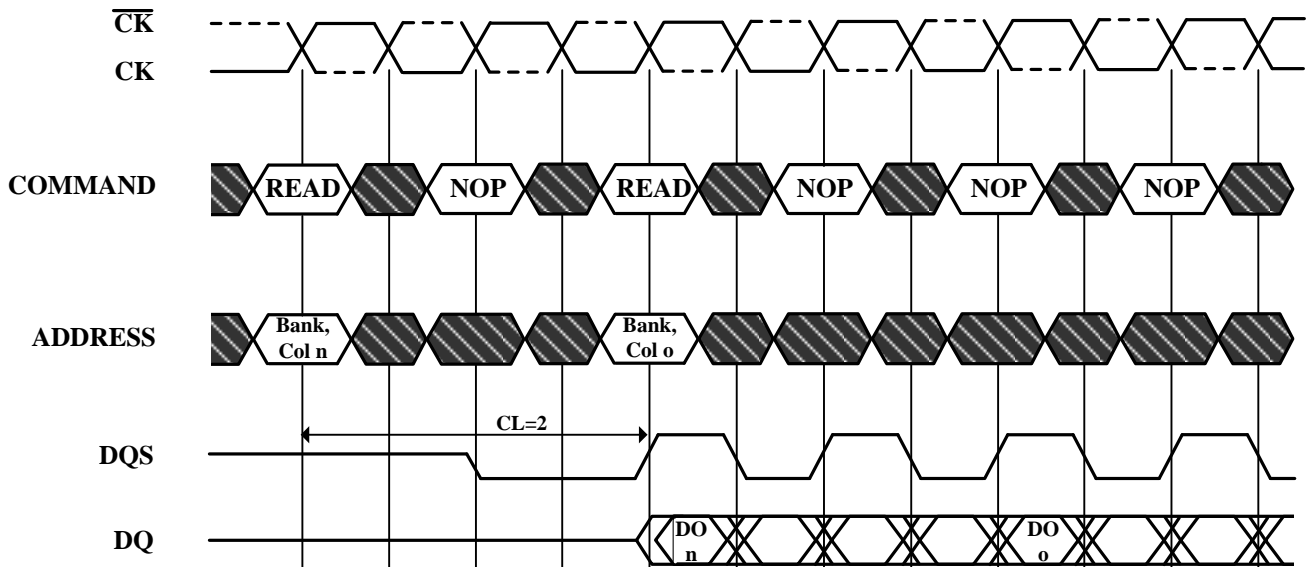 CK
CK
COMMAND READ NOP READ NOP NOP NOP
ADDRESS
Bank,
Col n
Bank,
Col o
CL=2
DQS
DQ
DO
n
DO
o